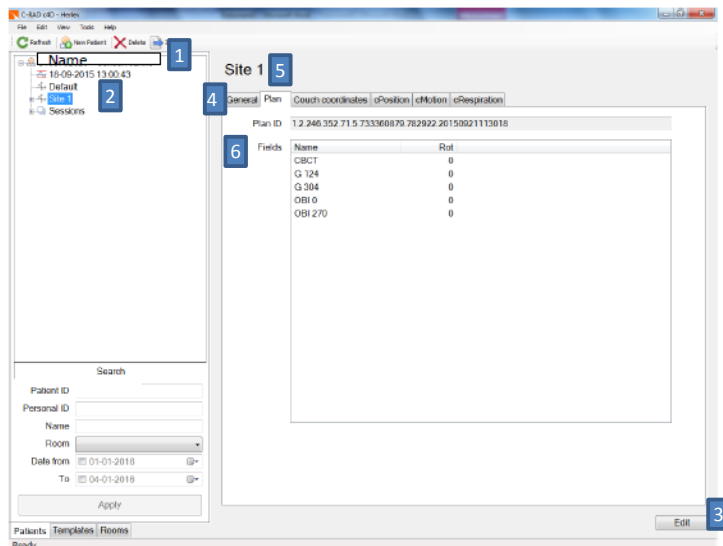 C-RAD c4D - Herlev
File Edit View Tools Help
Refresh New Patient Delete
1
Name
18-09-2015 13:00:43
Default
Site 1
2
Sessions
Site 1 5
4
General Plan Couch coordinates cPosition cMotion cRespiration
Plan ID 1.2.246.352.71.5.733360879.782922.20150921113018
6
Fields
Name Rot
CBCT 0
G 124 0
G 304 0
OBI 0 0
OBI 270 0
Search
Patient ID
Personal ID
Name
Room
Date from 01-01-2016
To 04-01-2016
Apply
Edit 3
Patients Templates Rooms
Ready